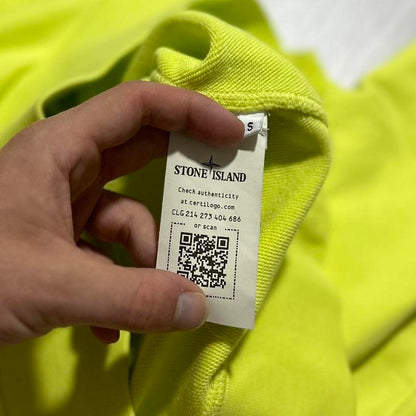 S
STONE ISLAND
Check authenticity
at certilogo.com
CLG 214 273 404 686
or scan